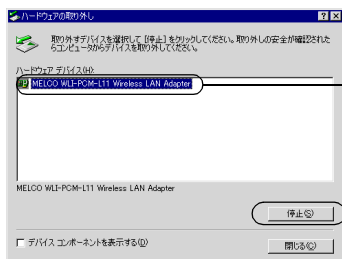 ハードウェアの取り外し
取り外すデバイスを選択して [停止] をクリックしてください。取り外しの安全が確認された
らコンピュータからデバイスを取り外してください。
ハードウェア デバイス(H):
MELCO WLI-PCM-L11 Wireless LAN Adapter
MELCO WLI-PCM-L11 Wireless LAN Adapter
停止(S)
デバイス コンポーネントを表示する(D)
閉じる(C)